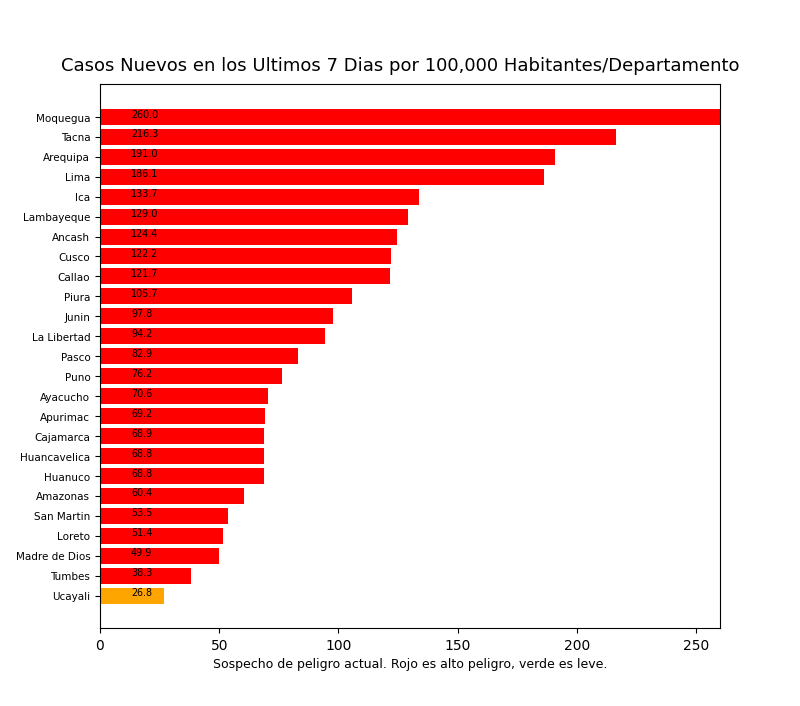 Casos Nuevos en los Ultimos 7 Dias por 100,000 Habitantes/Departamento
Moquegua 260.0
Tacna 216.3
Arequipa 191.0
Lima 186.1
Ica 133.7
Lambayeque 129.0
Ancash 124.4
Cusco 122.2
Callao 121.7
Piura 105.7
Junin 97.8
La Libertad 94.2
Pasco 82.9
Puno 76.2
Ayacucho 70.6
Apurimac 69.2
Cajamarca 68.9
Huancavelica 68.8
Huanuco 68.8
Amazonas 60.4
San Martin 53.5
Loreto 51.4
Madre de Dios 49.9
Tumbes 38.3
Ucayali 26.8
0 50 100 150 200 250
Sospecho de peligro actual. Rojo es alto peligro, verde es leve.